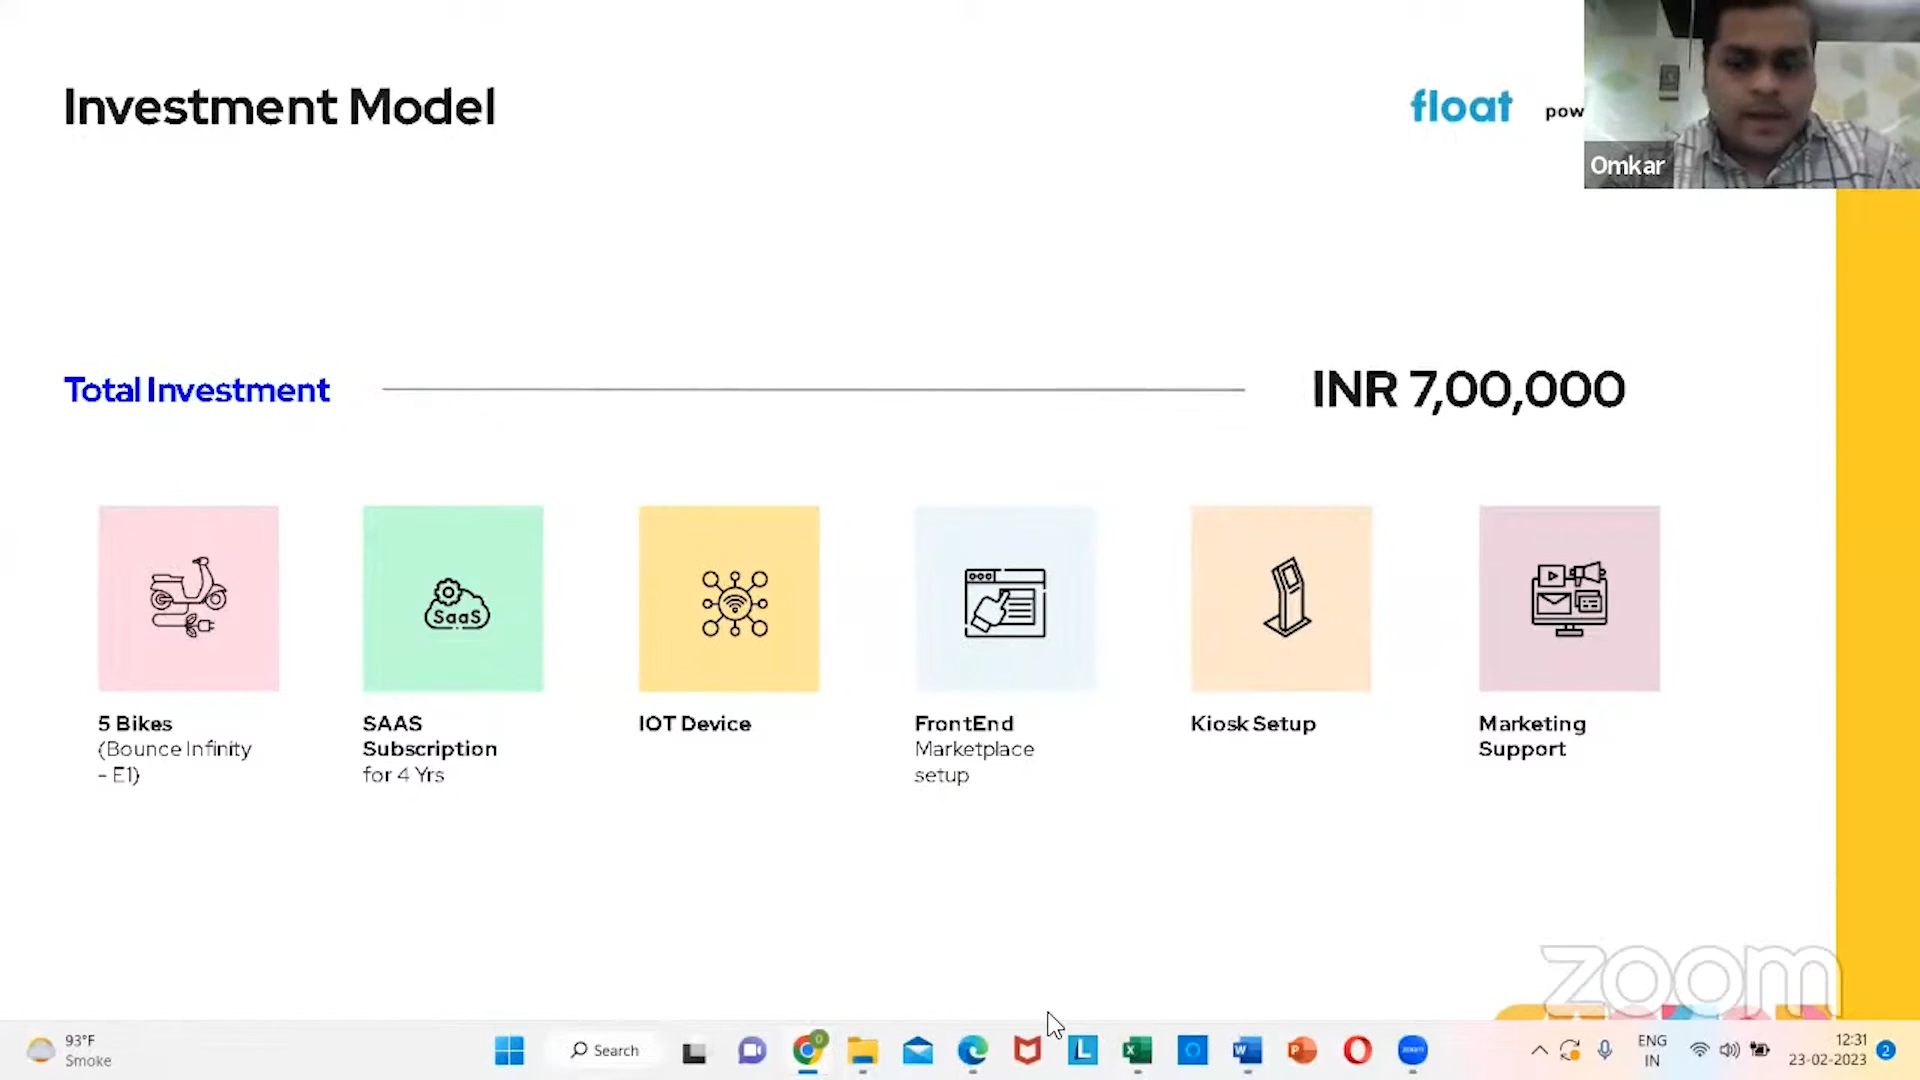 Investment Model
float pow
Omkar
Total Investment
INR 7,00,000
SaaS
5 Bikes
(Bounce Infinity
- E1)
SAAS
Subscription
for 4 Yrs
IOT Device
FrontEnd
Marketplace
setup
Kiosk Setup
Marketing
Support
zoom
93°F
Smoke
Search
0
L
X
W
P
zoom
ENG
IN
12:31
23-02-2023
2